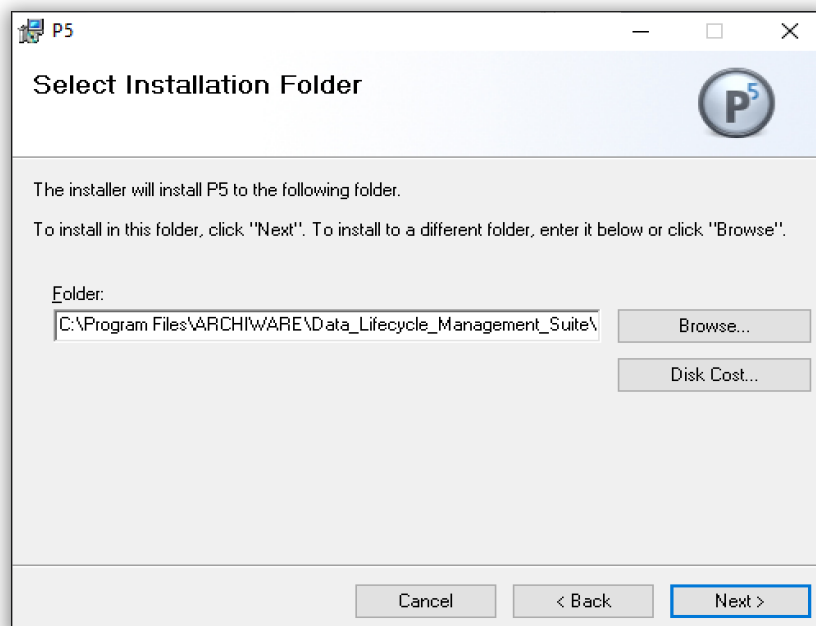 P5
Select Installation Folder
P5
The installer will install P5 to the following folder.
To install in this folder, click "Next". To install to a different folder, enter it below or click "Browse".
Folder:
C:\Program Files\ARCHIWARE\Data_Lifecycle_Management_Suite\
Browse...
Disk Cost...
Cancel
< Back
Next >